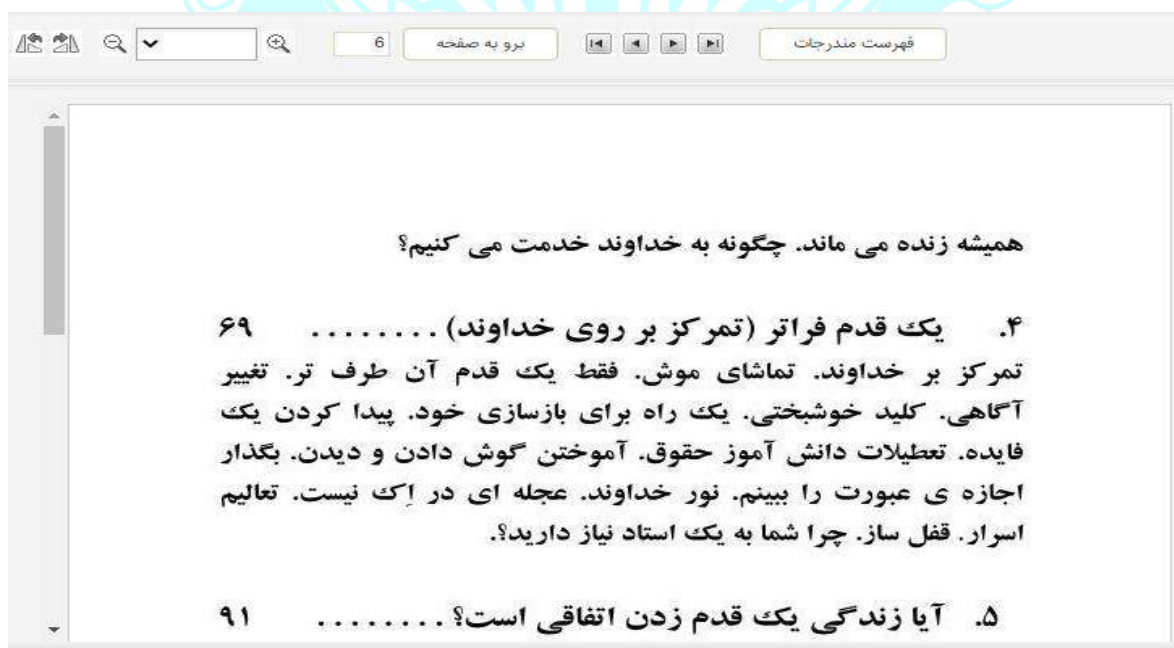 فهرست مندرجات
برو به صفحه
6
همیشه زنده می ماند. چگونه به خداوند خدمت می کنیم؟
۴. یک قدم فراتر (تمرکز بر روی خداوند) . . . . . . . . ۶۹
تمرکز بر خداوند. تماشای موش. فقط یک قدم آن طرف تر. تغییر
آگاهی. کلید خوشبختی. یک راه برای بازسازی خود. پیدا کردن یک
فایده. تعطیلات دانش آموز حقوق. آموختن گوش دادن و دیدن. بگذار
اجازه ی عبورت را ببینم. نور خداوند. عجله ای در اِک نیست. تعالیم
اسرار. قفل ساز. چرا شما به یک استاد نیاز دارید؟.
۵. آیا زندگی یک قدم زدن اتفاقی است؟ . . . . . . . . ۹۱